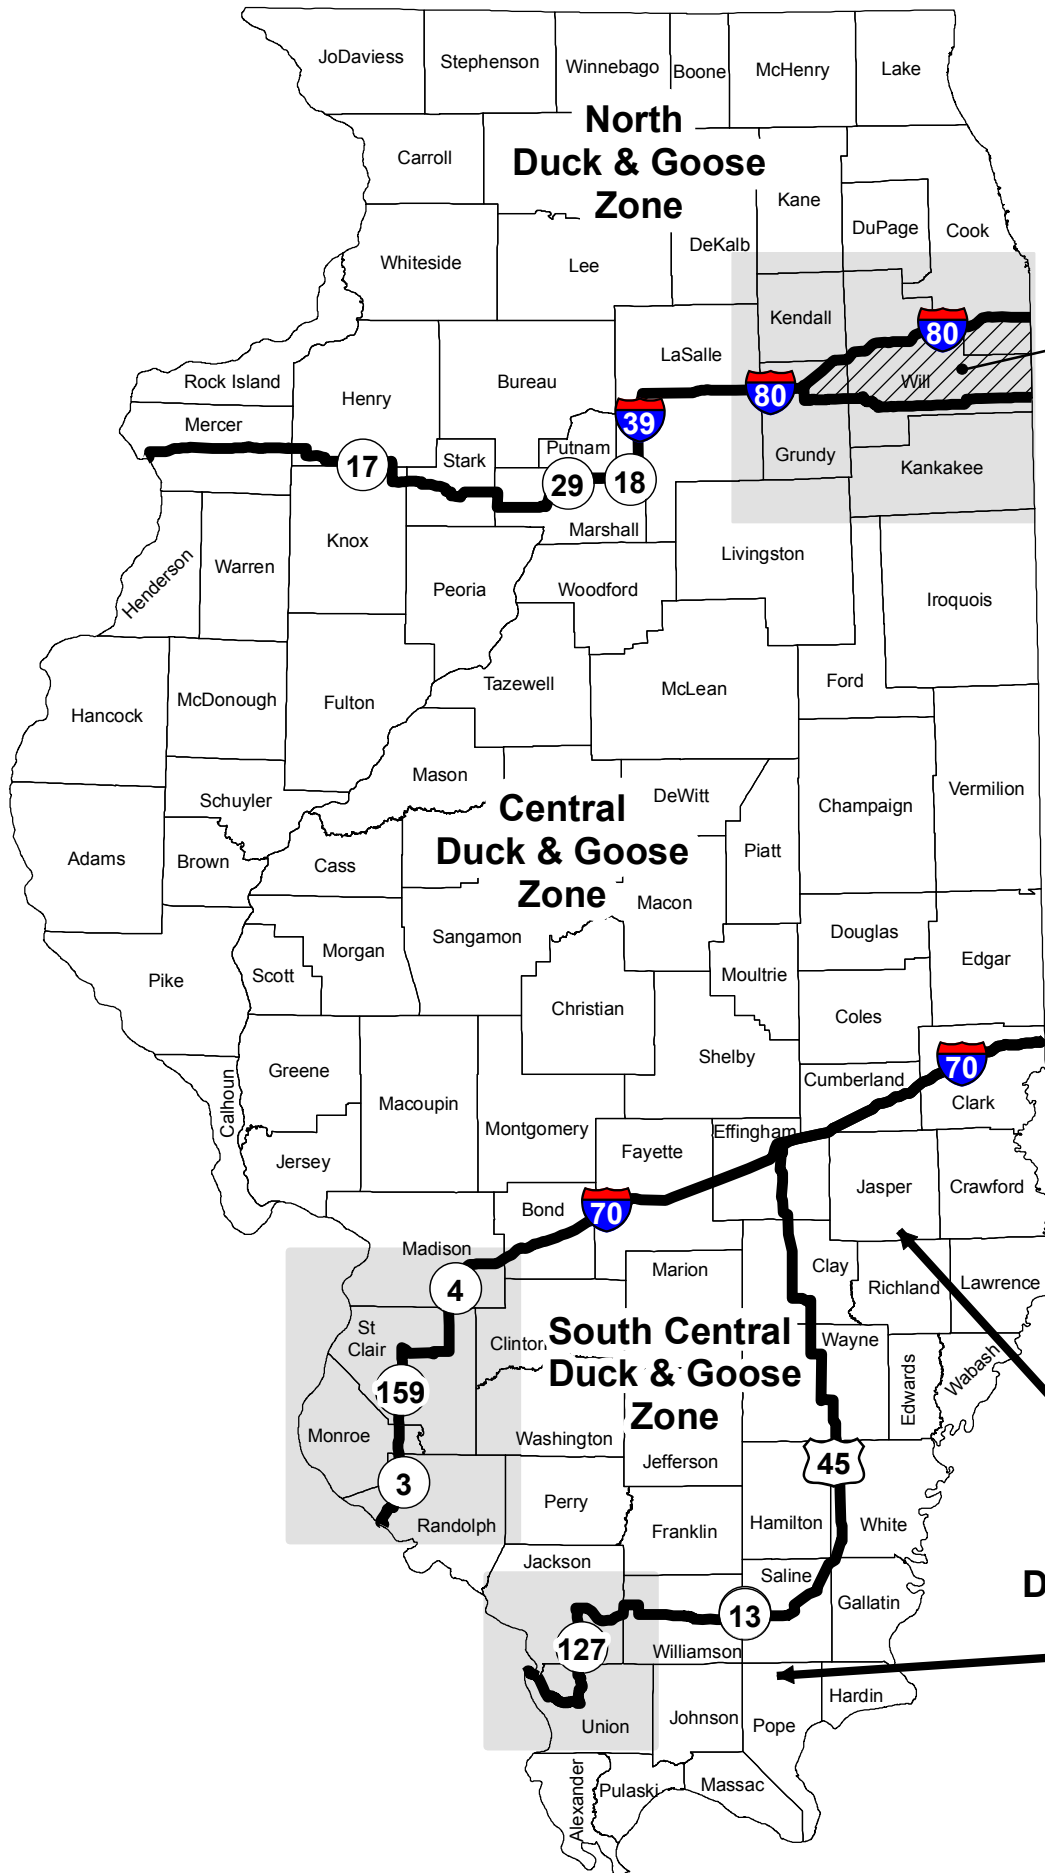 JoDaviess
Stephenson
Winnebago
Boone
McHenry
Lake
North
Duck & Goose
Zone
Carroll
Kane
DuPage
Cook
DeKalb
Whiteside
Lee
Kendall
80
LaSalle
Rock Island
Henry
Bureau
80
Will
Mercer
39
17
Stark
Putnam
29
18
Grundy
Kankakee
Marshall
Knox
Livingston
Henderson
Warren
Peoria
Woodford
Iroquois
Hancock
McDonough
Fulton
Tazewell
McLean
Ford
Mason
Schuyler
DeWitt
Champaign
Vermilion
Central
Duck & Goose
Zone
Adams
Brown
Cass
Piatt
Macon
Douglas
Sangamon
Morgan
Edgar
Pike
Scott
Moultrie
Christian
Coles
Shelby
70
Greene
Cumberland
Calhoun
Macoupin
Clark
Montgomery
Effingham
Fayette
Jersey
Jasper
Crawford
Bond
70
Madison
4
Marion
Clay
Richland
Lawrence
St
Clair
Clinton
South Central
Duck & Goose
Zone
Wayne
Edwards
Wabash
159
Monroe
Washington
Jefferson
45
3
Perry
Randolph
Franklin
Hamilton
White
Jackson
Saline
D
Gallatin
13
127
Williamson
Hardin
Union
Johnson
Pope
Alexander
Pulaski
Massac